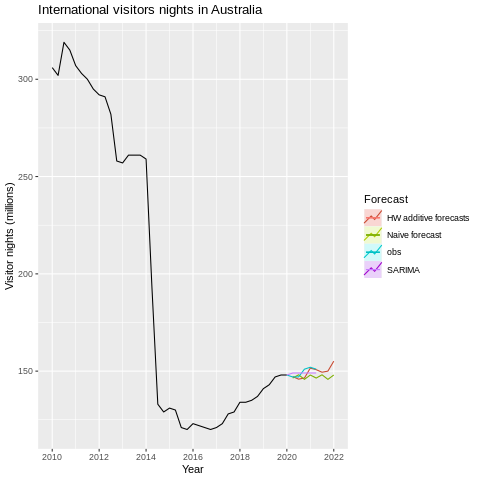 International visitors nights in Australia
Visitor nights (millions)
300
250
200
150
2010
2012
2014
2016
2018
2020
2022
Year
Forecast
HW additive forecasts
Naive forecast
obs
SARIMA